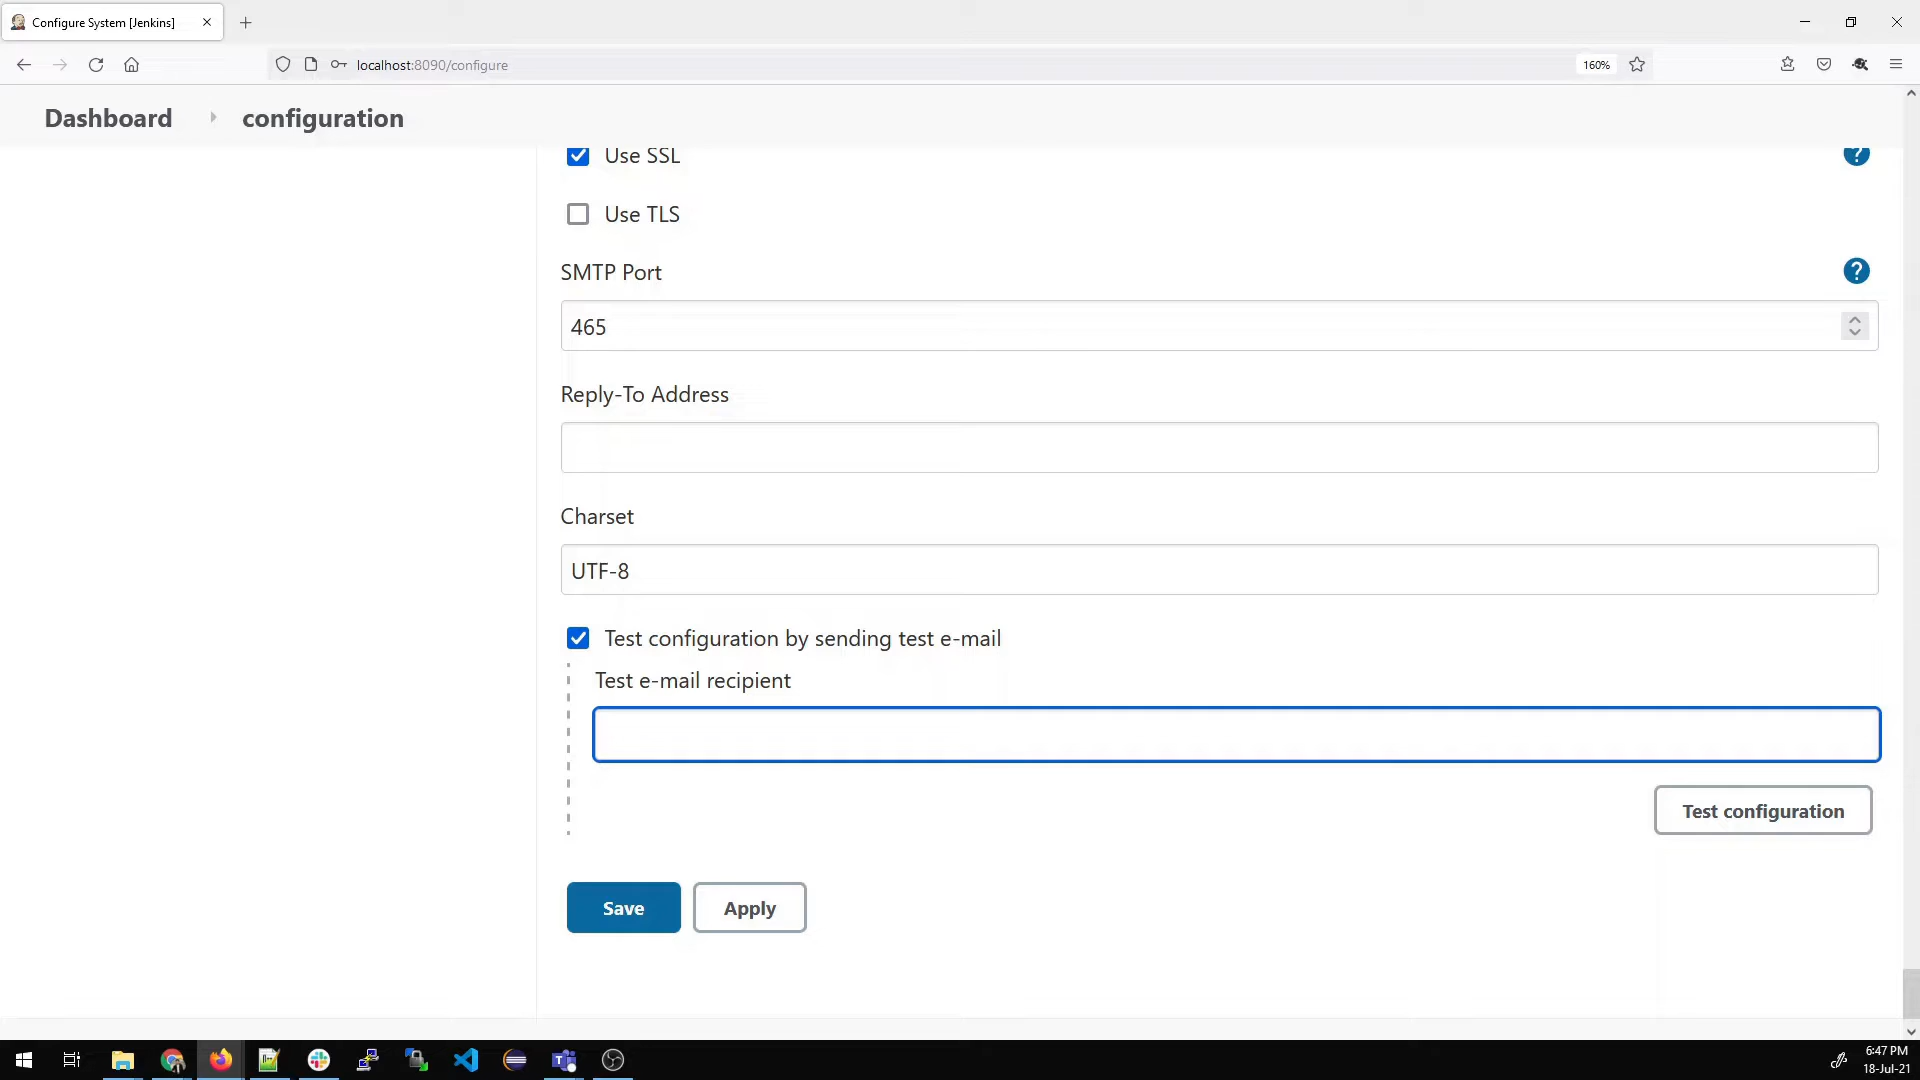 Configure System [Jenkins]
localhost:8090/configure
160%
Dashboard
configuration
Use SSL
?
Use TLS
SMTP Port
?
465
Reply-To Address
Charset
UTF-8
Test configuration by sending test e-mail
Test e-mail recipient
Test configuration
Save
Apply
6:47 PM
18-Jul-21